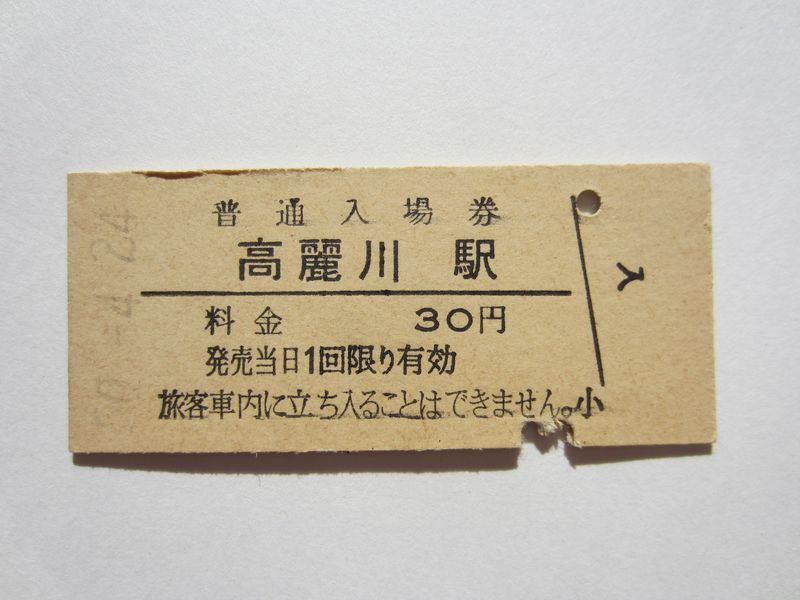 普通入場券
高麗川駅
料金 30円
発売当日1回限り有効
旅客車内に立ち入ることはできません。小
入
-4.24